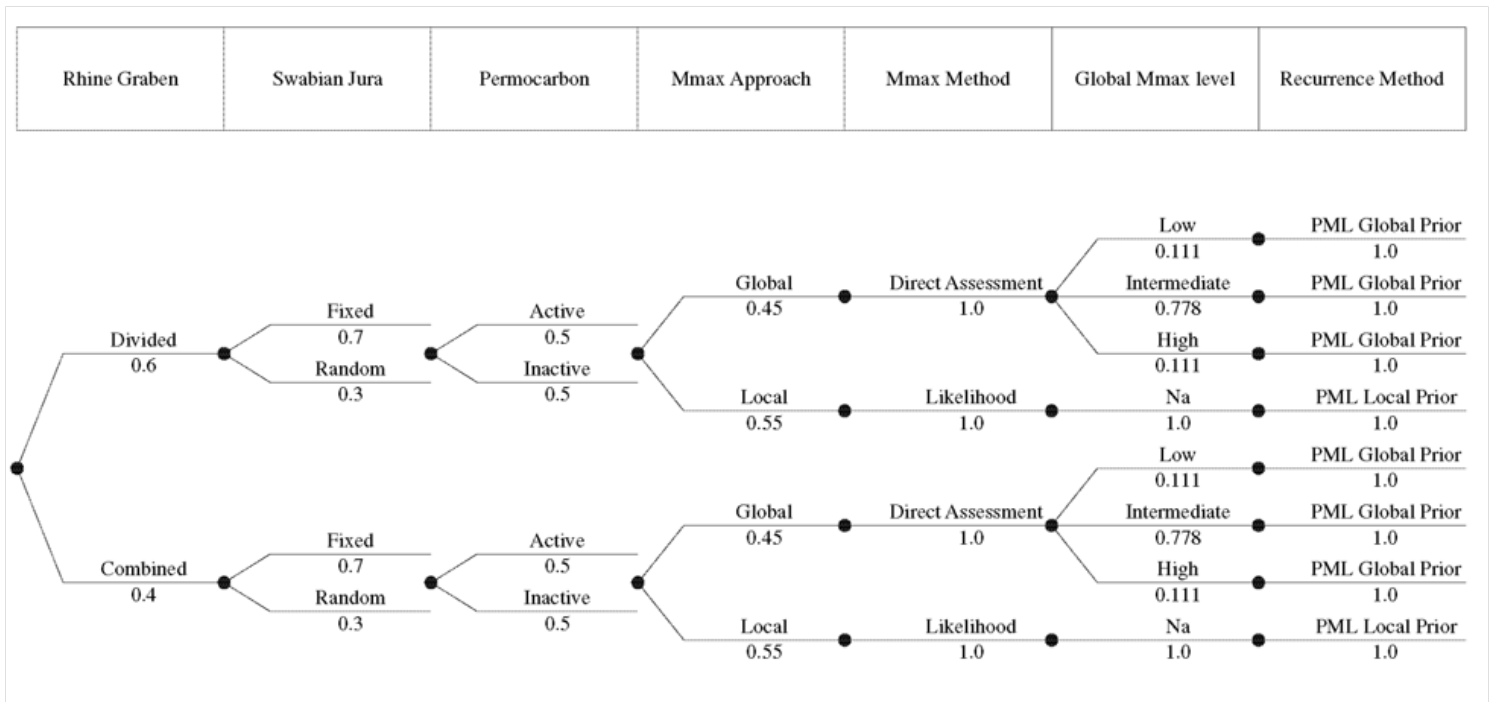 Rhine Graben Swabian Jura Permocarbon Mmax Approach Mmax Method Global Mmax level Recurrence Method
Low PML Global Prior
0.111 1.0
Global Direct Assessment Intermediate PML Global Prior
0.45 1.0 0.778 1.0
Fixed Active
0.7 0.5
Divided High PML Global Prior
0.6 0.111 1.0
Random Inactive
0.3 0.5
Local Likelihood Na PML Local Prior
0.55 1.0 1.0 1.0
Low PML Global Prior
0.111 1.0
Global Direct Assessment Intermediate PML Global Prior
0.45 1.0 0.778 1.0
Fixed Active
0.7 0.5
Combined High PML Global Prior
0.4 0.111 1.0
Random Inactive
0.3 0.5
Local Likelihood Na PML Local Prior
0.55 1.0 1.0 1.0